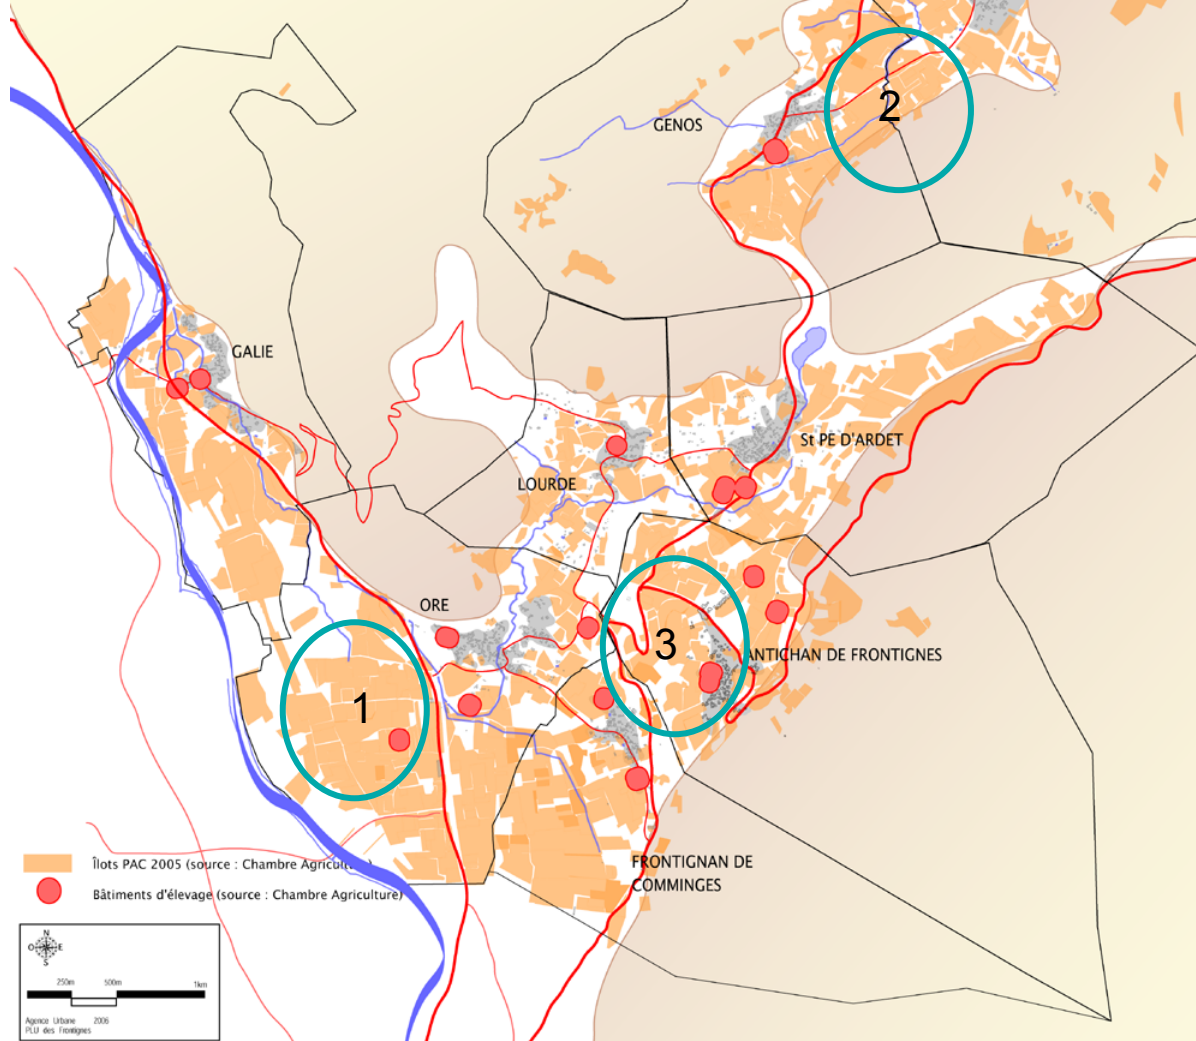 2
GENOS
GALIE
St PE D'ARDET
LOURDE
ORE
3
ANTICHAN DE FRONTIGNES
1
FRONTIGNAN DE
COMMINGES
Îlots PAC 2005 (source : Chambre Agriculture)
Bâtiments d'élevage (source : Chambre Agriculture)
N
O E
S
250m 500m 1km
Agence Urbaine 2006
PLU des Frontignes